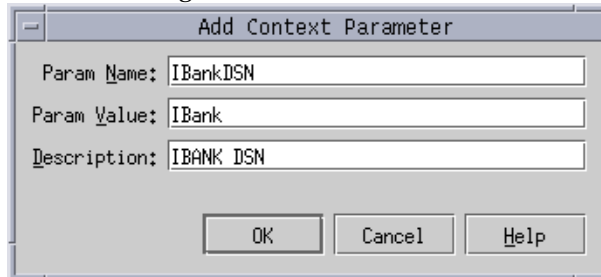 Add Context Parameter
Param Name: IBankDSN
Param Value: IBank
Description: IBANK DSN
OK Cancel Help